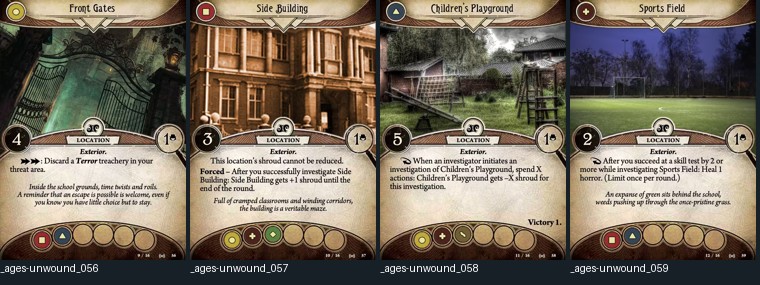 Front Gates
4
LOCATION
1
Exterior.
: Discard a Terror treachery in your
threat area.
Inside the school grounds, time twists and roils.
A reminder that an escape is possible is welcome, even if
you know you have little choice but to stay.
9 / 38
38
_ages-unwound_056
Side Building
3
LOCATION
1
Exterior.
This location's shroud cannot be reduced.
Forced – After you successfully investigate Side
Building: Side Building gets +1 shroud until the
end of the round.
Full of cramped classrooms and winding corridors,
the building is a veritable maze.
_ages-unwound_057
Children's Playground
5
LOCATION
1
Exterior.
When an investigator initiates an
investigation of Children's Playground, spend X
actions: Children's Playground gets –X shroud for
this investigation.
Victory 1.
_ages-unwound_058
Sports Field
2
LOCATION
1
Exterior.
After you succeed at a skill test by 2 or
more while investigating Sports Field: Heal 1
horror. (Limit once per round.)
An expanse of green sits behind the school,
weeds pushing up through the once-pristine grass.
_ages-unwound_059